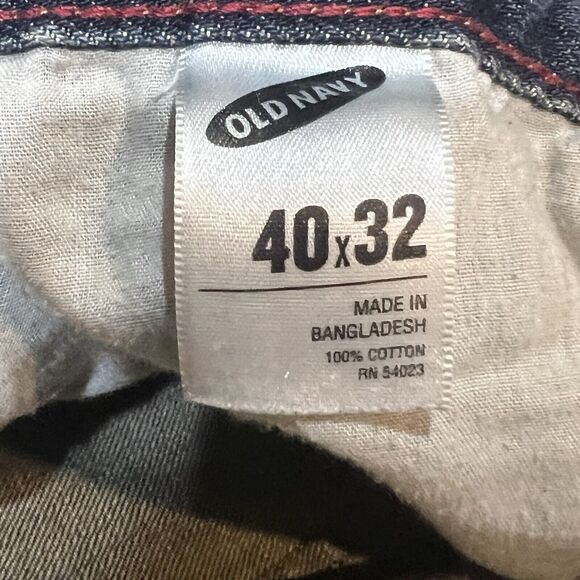 OLD NAVY
40x32
MADE IN
BANGLADESH
100% COTTON
RN 54023